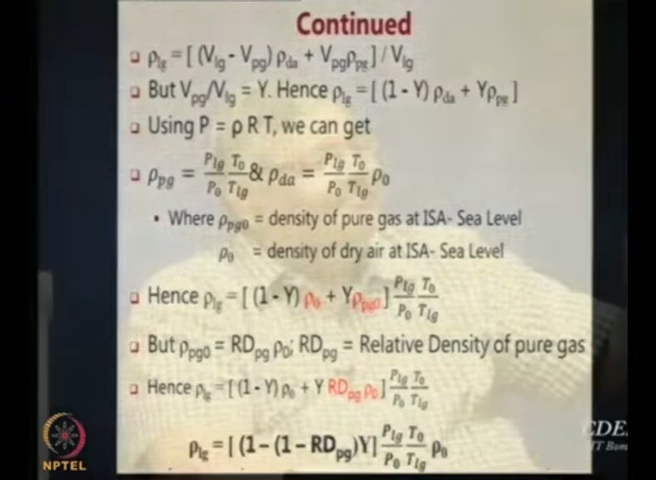 Continued
ρlg = [ (Vlg - Vpg) ρda + Vpgρpg ] / Vlg
But Vpg/Vlg = Y. Hence ρlg = [ (1 - Y) ρda + Yρpg ]
Using P = ρ R T, we can get
ρpg = Plg/P0 T0/Tlg & ρda = Plg/P0 T0/Tlg ρ0
• Where ρpg0 = density of pure gas at ISA- Sea Level
ρ0 = density of dry air at ISA- Sea Level
Hence ρlg = [ (1-Y) ρ0 + Yρpg0] Plg/P0 T0/Tlg
But ρpg0 = RDpg ρ0; RDpg = Relative Density of pure gas
Hence ρlg = [(1-Y) ρ0 + Y RDpg ρ0] Plg/P0 T0/Tlg
ρlg = [ (1-(1-RDpg)Y] Plg/P0 T0/Tlg ρ0
NPTEL
CDE
IT Bom